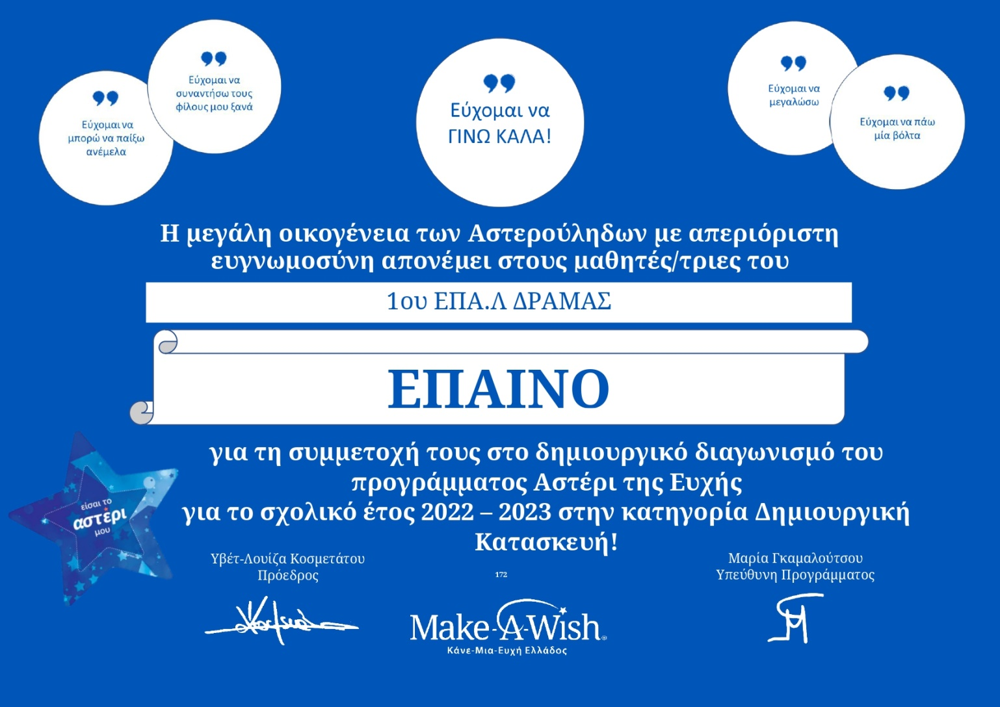 Εύχομαι να
μπορώ να παίξω
ανέμελα
Εύχομαι να
συναντήσω τους
φίλους μου ξανά
Εύχομαι να
ΓΙΝΩ ΚΑΛΑ!
Εύχομαι να
μεγαλώσω
Εύχομαι να πάω
μία βόλτα
Η μεγάλη οικογένεια των Αστερούληδων με απεριόριστη
ευγνωμοσύνη απονέμει στους μαθητές/τριες του
1ου ΕΠΑ.Λ ΔΡΑΜΑΣ
ΕΠΑΙΝΟ
για τη συμμετοχή τους στο δημιουργικό διαγωνισμό του
προγράμματος Αστέρι της Ευχής
για το σχολικό έτος 2022 – 2023 στην κατηγορία Δημιουργική
Κατασκευή!
είσαι το
αστέρι
μου
Υβέτ-Λουίζα Κοσμετάτου
Πρόεδρος
172
Μαρία Γκαμαλούτσου
Υπεύθυνη Προγράμματος
Make-A-Wish®
Κάνε-Μια-Ευχή Ελλάδος